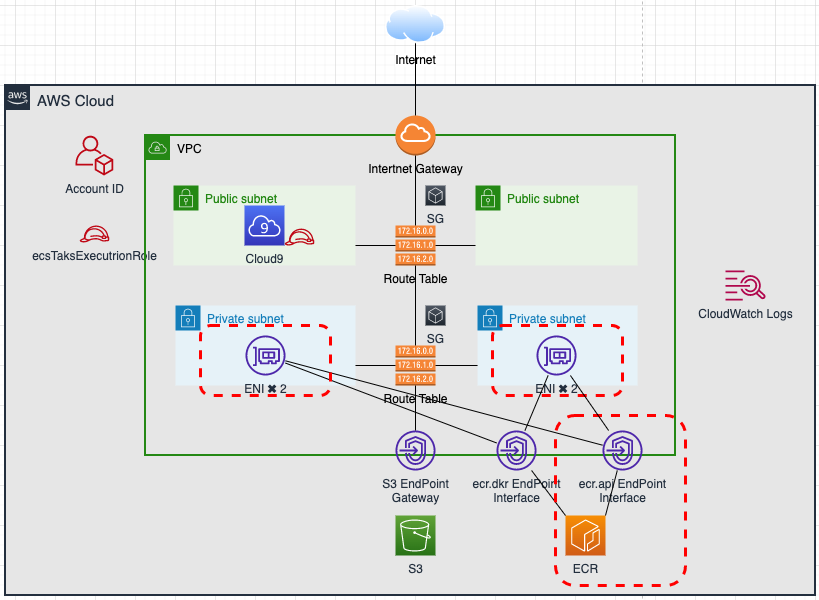 Internet
aws
AWS Cloud
VPC
Intertnet Gateway
Account ID
Public subnet
SG
Public subnet
9
Cloud9
172.16.0.0
172.16.1.0
172.16.2.0
Route Table
ecsTaksExecutrionRole
CloudWatch Logs
Private subnet
SG
Private subnet
172.16.0.0
172.16.1.0
172.16.2.0
Route Table
ENI ✖ 2
ENI ✖ 2
S3 EndPoint
Gateway
ecr.dkr EndPoint
Interface
ecr.api EndPoint
Interface
S3
ECR